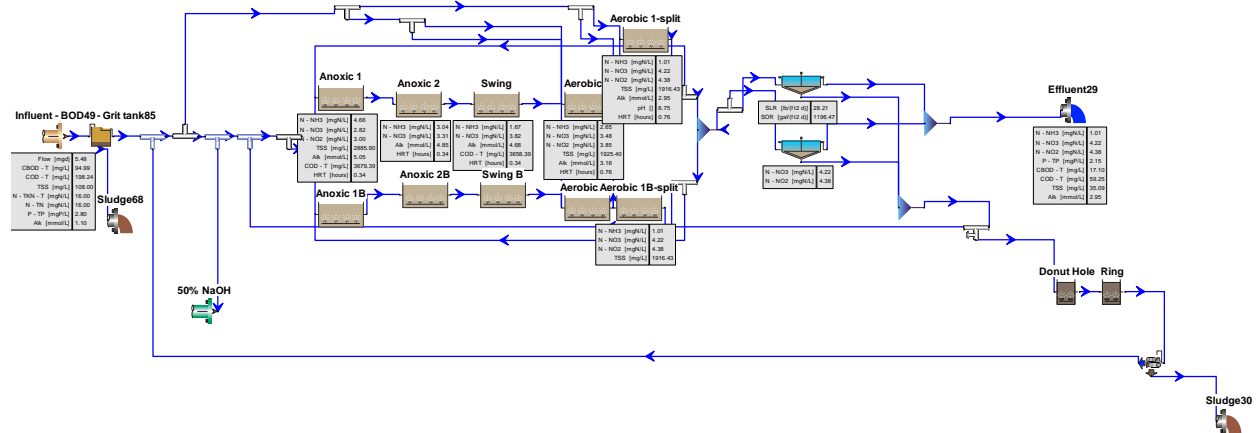 Aerobic 1-split
N - NH3 [mgN/L] 1.01
N - NO3 [mgN/L] 4.22
N - NO2 [mgN/L] 4.38
TSS [mg/L] 1916.43
Alk [mmol/L] 2.95
pH [] 6.75
HRT [hours] 0.76
Anoxic 1
N - NH3 [mgN/L] 4.66
N - NO3 [mgN/L] 2.82
N - NO2 [mgN/L] 3.00
TSS [mg/L] 2885.90
Alk [mmol/L] 5.05
COD - T [mg/L] 3679.39
HRT [hours] 0.34
Anoxic 2
N - NH3 [mgN/L] 3.04
N - NO3 [mgN/L] 3.31
Alk [mmol/L] 4.85
HRT [hours] 0.34
Swing
N - NH3 [mgN/L] 1.67
N - NO3 [mgN/L] 3.82
Alk [mmol/L] 4.68
COD - T [mg/L] 3658.39
HRT [hours] 0.34
Aerobic
N - NH3 [mgN/L] 2.65
N - NO3 [mgN/L] 3.48
N - NO2 [mgN/L] 3.85
TSS [mg/L] 1925.40
Alk [mmol/L] 3.16
HRT [hours] 0.76
SLR [lb/(ft2 d)] 28.21
SOR [gal/(ft2 d)] 1196.47
N - NO3 [mgN/L] 4.22
N - NO2 [mgN/L] 4.38
Effluent29
N - NH3 [mgN/L] 1.01
N - NO3 [mgN/L] 4.22
N - NO2 [mgN/L] 4.38
P - TP [mgP/L] 2.15
CBOD - T [mg/L] 17.10
COD - T [mg/L] 59.25
TSS [mg/L] 35.09
Alk [mmol/L] 2.95
Influent - BOD49 - Grit tank85
Flow [mgd] 5.48
CBOD - T [mg/L] 94.99
COD - T [mg/L] 198.24
TSS [mg/L] 108.00
N - TKN - T [mg/L] 16.00
N - TN [mg/L] 16.00
P - TP [mgP/L] 2.80
Alk [mmol/L] 1.10
Sludge68
Anoxic 1B
Anoxic 2B
Swing B
Aerobic
Aerobic 1B-split
N - NH3 [mgN/L] 1.01
N - NO3 [mgN/L] 4.22
N - NO2 [mgN/L] 4.38
TSS [mg/L] 1916.43
50% NaOH
Donut Hole
Ring
Sludge30